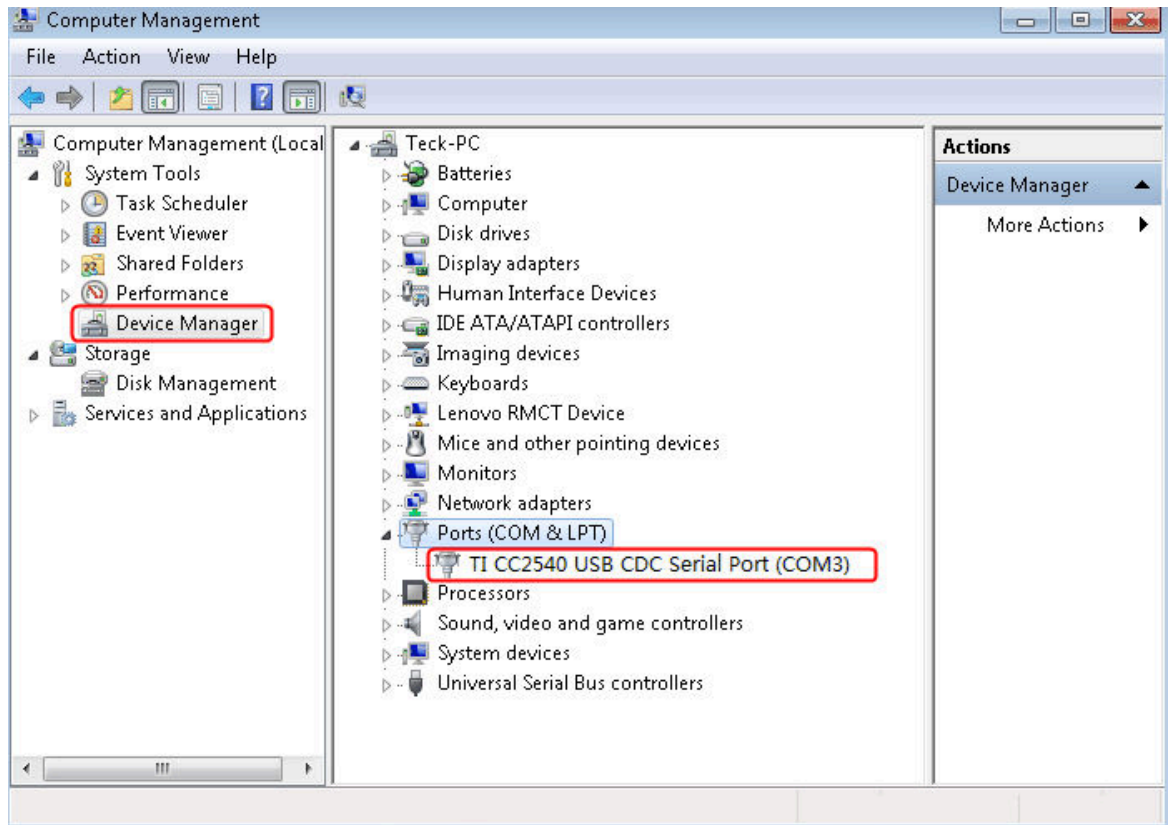 Computer Management
File Action View Help
Computer Management (Local
System Tools
Task Scheduler
Event Viewer
Shared Folders
Performance
Device Manager
Storage
Disk Management
Services and Applications
Teck-PC
Batteries
Computer
Disk drives
Display adapters
Human Interface Devices
IDE ATA/ATAPI controllers
Imaging devices
Keyboards
Lenovo RMCT Device
Mice and other pointing devices
Monitors
Network adapters
Ports (COM & LPT)
TI CC2540 USB CDC Serial Port (COM3)
Processors
Sound, video and game controllers
System devices
Universal Serial Bus controllers
Actions
Device Manager
More Actions